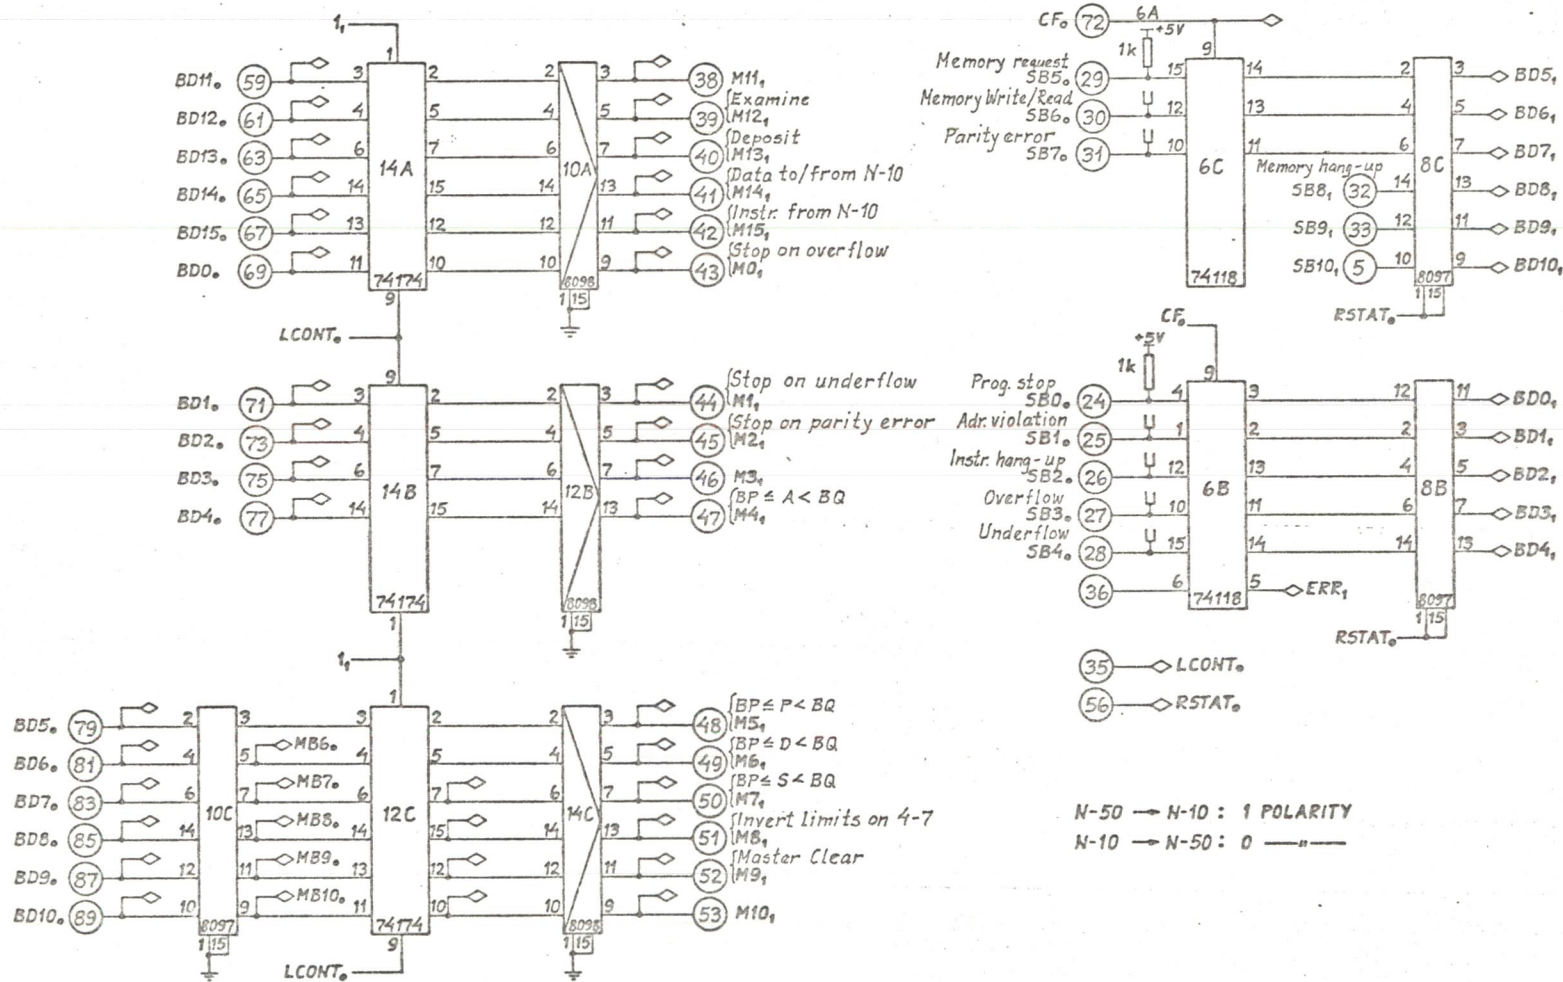 1₁
1
BD11₀ 59 3 2 2 3 38 M11₁
BD12₀ 61 4 5 4 5 39 Examine M12₁
BD13₀ 63 6 7 6 7 40 Deposit M13₁
14A 10A
BD14₀ 65 14 15 14 13 41 Data to/from N-10 M14₁
BD15₀ 67 13 12 12 11 42 Instr. from N-10 M15₁
BD0₀ 69 11 10 10 9 43 Stop on overflow M0₁
74174 8098
9 1 15
LCONT₀
9
BD1₀ 71 3 2 2 3 44 Stop on underflow M1₁
BD2₀ 73 4 5 4 5 45 Stop on parity error M2₁
BD3₀ 75 6 7 6 7 46 M3₁
14B 12B
BD4₀ 77 14 15 14 13 47 BP ≤ A < BQ M4₁
74174 8098
1 1 15
1₁
1
BD5₀ 79 2 3 3 2 2 3 48 BP ≤ P < BQ M5₁
BD6₀ 81 4 5 MB6₀ 4 5 4 5 49 BP ≤ D < BQ M6₁
BD7₀ 83 6 7 MB7₀ 6 7 6 7 50 BP ≤ S < BQ M7₁
10C 12C 14C
BD8₀ 85 14 13 MB8₀ 14 15 14 13 51 Invert limits on 4-7 M8₁
BD9₀ 87 12 11 MB9₀ 13 12 12 11 52 Master Clear M9₁
BD10₀ 89 10 9 MB10₀ 11 10 10 9 53 M10₁
8097 74174 8098
1 15 9 1 15
LCONT₀
CF₀ 72 6A
+5V
1k 9
Memory request
SB5₀ 29 15 14 2 3 BD5₁
Memory Write/Read
SB6₀ 30 12 13 4 5 BD6₁
Parity error
SB7₀ 31 10 11 6 7 BD7₁
6C 8C
Memory hang-up
SB8₁ 32 14 13 BD8₁
SB9₁ 33 12 11 BD9₁
SB10₁ 5 10 9 BD10₁
74118 8097
1 15
RSTAT₀
CF₀
+5V
1k 9
Prog. stop
SB0₀ 24 4 3 12 11 BD0₁
Adr. violation
SB1₀ 25 1 2 2 3 BD1₁
Instr. hang-up
SB2₀ 26 12 13 4 5 BD2₁
6B 8B
Overflow
SB3₀ 27 10 11 6 7 BD3₁
Underflow
SB4₀ 28 15 14 14 13 BD4₁
36 6 5 ERR₁
74118 8097
1 15
RSTAT₀
35 LCONT₀
56 RSTAT₀
N-50 → N-10 : 1 POLARITY
N-10 → N-50 : 0 —"—